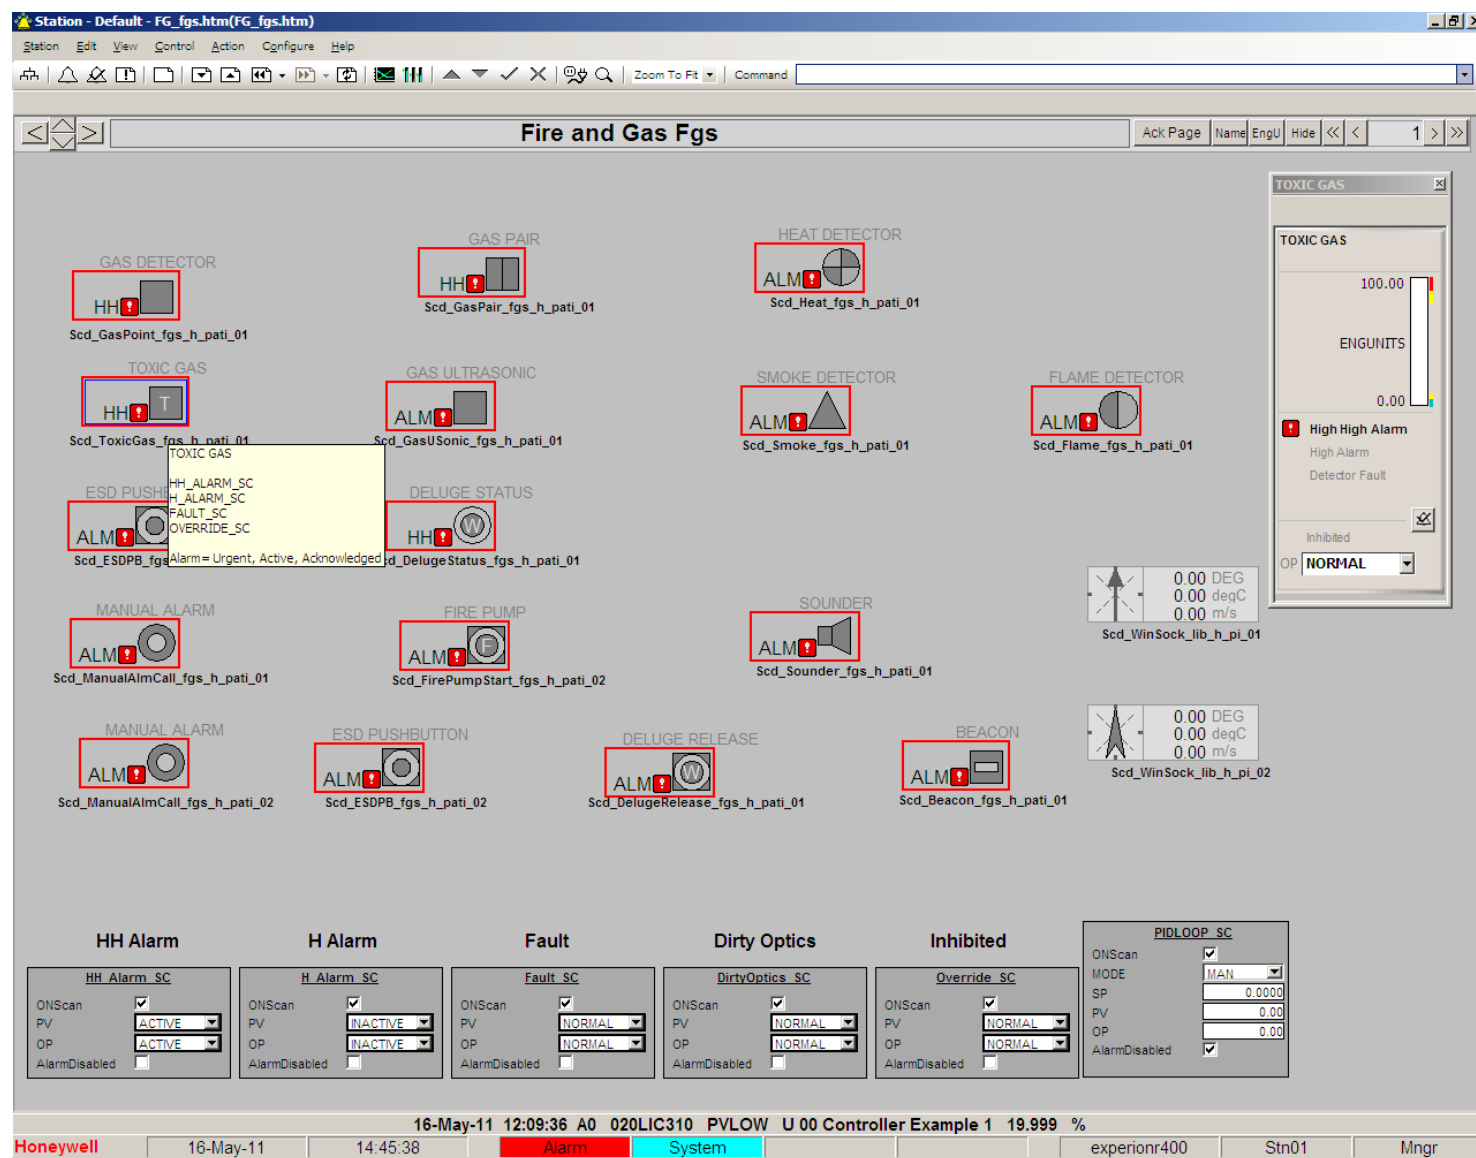 Station - Default - FG_fgs.htm(FG_fgs.htm)
Station Edit View Control Action Configure Help
Zoom To Fit Command
Fire and Gas Fgs
Ack Page Name EngU Hide 1
TOXIC GAS
TOXIC GAS
100.00
ENGUNITS
0.00
High High Alarm
High Alarm
Detector Fault
Inhibited
OP NORMAL
GAS DETECTOR
HH
Scd_GasPoint_fgs_h_pati_01
GAS PAIR
HH
Scd_GasPair_fgs_h_pati_01
HEAT DETECTOR
ALM
Scd_Heat_fgs_h_pati_01
TOXIC GAS
HH T
Scd_ToxicGas_fgs_h_pati_01
GAS ULTRASONIC
ALM
Scd_GasUSonic_fgs_h_pati_01
SMOKE DETECTOR
ALM
Scd_Smoke_fgs_h_pati_01
FLAME DETECTOR
ALM
Scd_Flame_fgs_h_pati_01
TOXIC GAS
HH_ALARM_SC
H_ALARM_SC
FAULT_SC
OVERRIDE_SC
Alarm= Urgent, Active, Acknowledged
ESD PUSH
ALM
Scd_ESDPB_fg
DELUGE STATUS
HH W
cd_DelugeStatus_fgs_h_pati_01
MANUAL ALARM
ALM
Scd_ManualAlmCall_fgs_h_pati_01
FIRE PUMP
ALM F
Scd_FirePumpStart_fgs_h_pati_02
SOUNDER
ALM
Scd_Sounder_fgs_h_pati_01
0.00 DEG
0.00 degC
0.00 m/s
Scd_WinSock_lib_h_pi_01
MANUAL ALARM
ALM
Scd_ManualAlmCall_fgs_h_pati_02
ESD PUSHBUTTON
ALM
Scd_ESDPB_fgs_h_pati_02
DELUGE RELEASE
ALM W
Scd_DelugeRelease_fgs_h_pati_01
BEACON
ALM
Scd_Beacon_fgs_h_pati_01
0.00 DEG
0.00 degC
0.00 m/s
Scd_WinSock_lib_h_pi_02
HH Alarm
HH_Alarm_SC
ONScan
PV ACTIVE
OP ACTIVE
AlarmDisabled
H Alarm
H_Alarm_SC
ONScan
PV INACTIVE
OP INACTIVE
AlarmDisabled
Fault
Fault_SC
ONScan
PV NORMAL
OP NORMAL
AlarmDisabled
Dirty Optics
DirtyOptics_SC
ONScan
PV NORMAL
OP NORMAL
AlarmDisabled
Inhibited
Override_SC
ONScan
PV NORMAL
OP NORMAL
AlarmDisabled
PIDLOOP_SC
ONScan
MODE MAN
SP 0.0000
PV 0.00
OP 0.00
AlarmDisabled
16-May-11 12:09:36 A0 020LIC310 PVLOW U 00 Controller Example 1 19.999 %
Honeywell 16-May-11 14:45:38 Alarm System experionr400 Stn01 Mngr